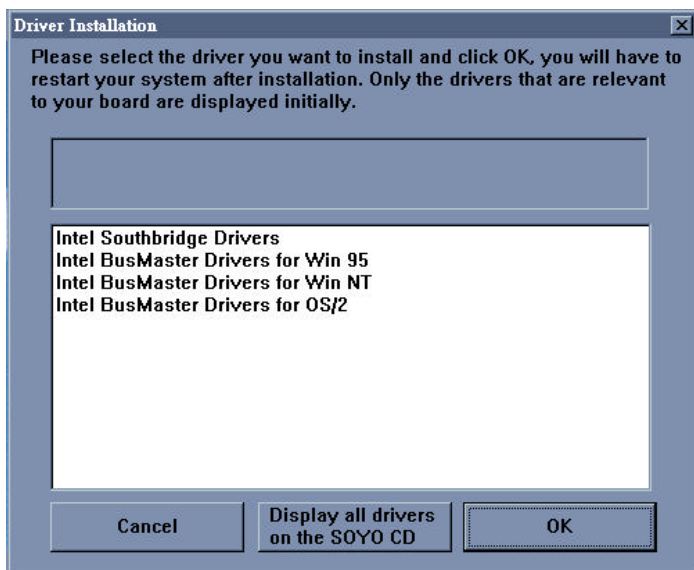 Driver Installation
Please select the driver you want to install and click OK, you will have to
restart your system after installation. Only the drivers that are relevant
to your board are displayed initially.
Intel Southbridge Drivers
Intel BusMaster Drivers for Win 95
Intel BusMaster Drivers for Win NT
Intel BusMaster Drivers for OS/2
Cancel
Display all drivers
on the SOYO CD
OK